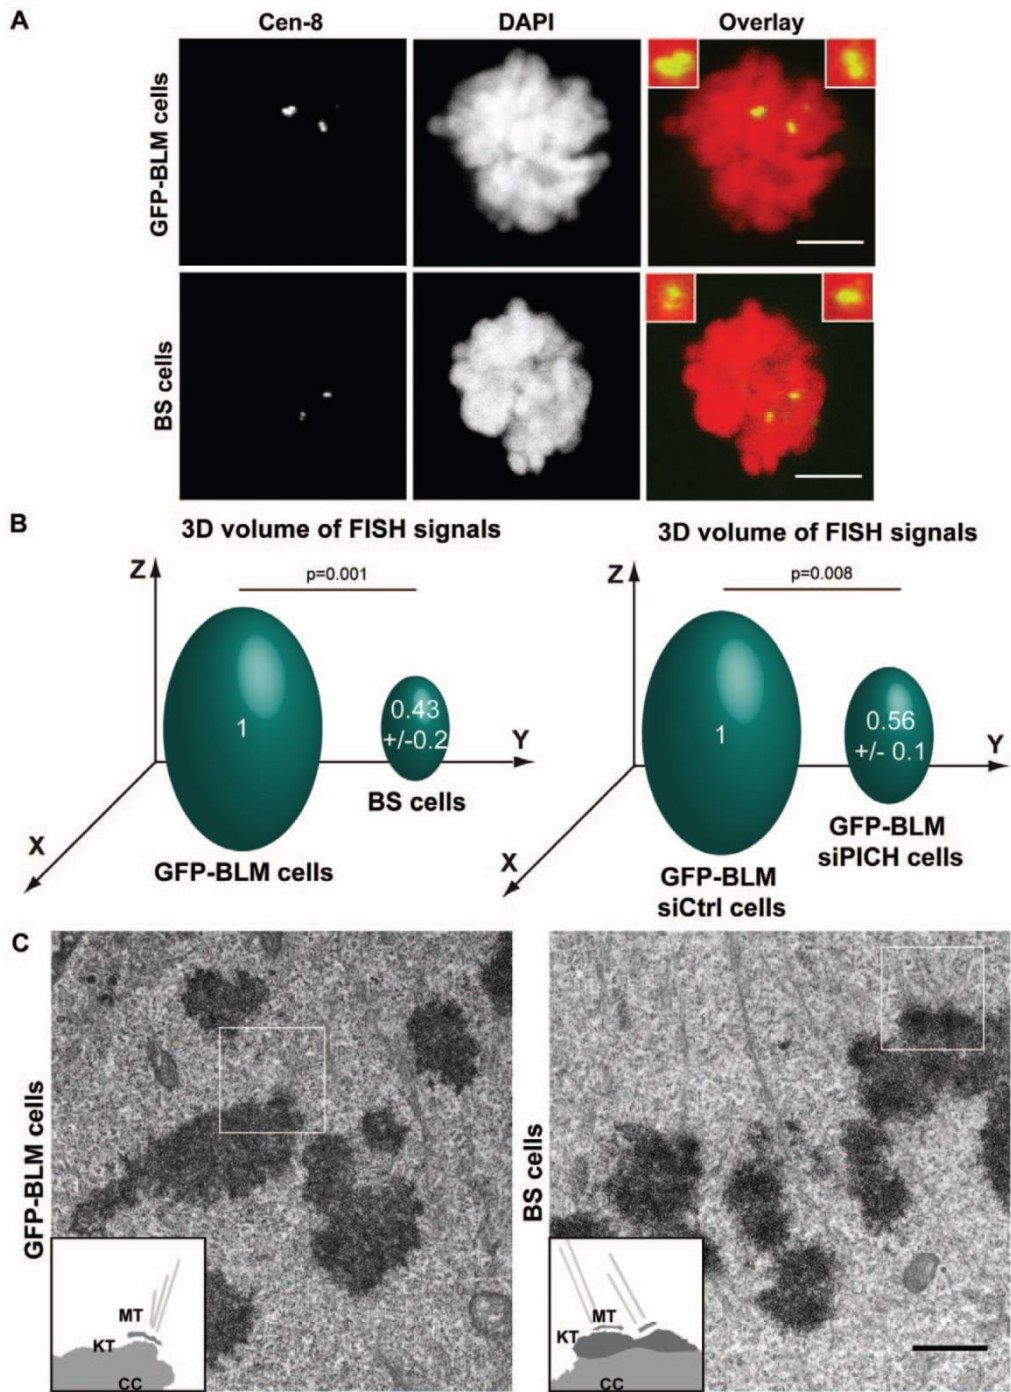 A
Cen-8
DAPI
Overlay
GFP-BLM cells
BS cells
B
3D volume of FISH signals
Z
p=0.001
1
0.43
+/-0.2
Y
BS cells
X
GFP-BLM cells
3D volume of FISH signals
Z
p=0.008
1
0.56
+/- 0.1
Y
GFP-BLM
siPICH cells
X
GFP-BLM
siCtrl cells
C
GFP-BLM cells
MT
KT
CC
BS cells
MT
KT
CC